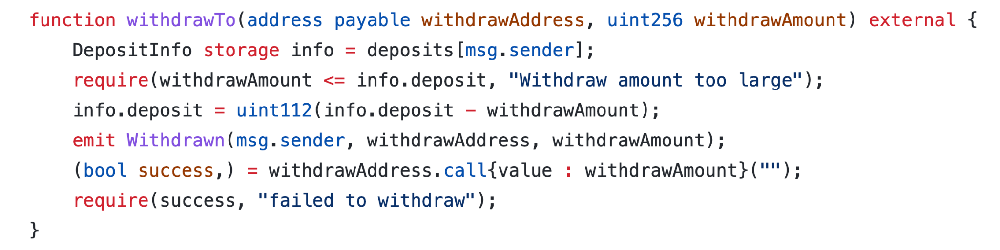 function withdrawTo(address payable withdrawAddress, uint256 withdrawAmount) external {
    DepositInfo storage info = deposits[msg.sender];
    require(withdrawAmount <= info.deposit, "Withdraw amount too large");
    info.deposit = uint112(info.deposit - withdrawAmount);
    emit Withdrawn(msg.sender, withdrawAddress, withdrawAmount);
    (bool success,) = withdrawAddress.call{value : withdrawAmount}("");
    require(success, "failed to withdraw");
}